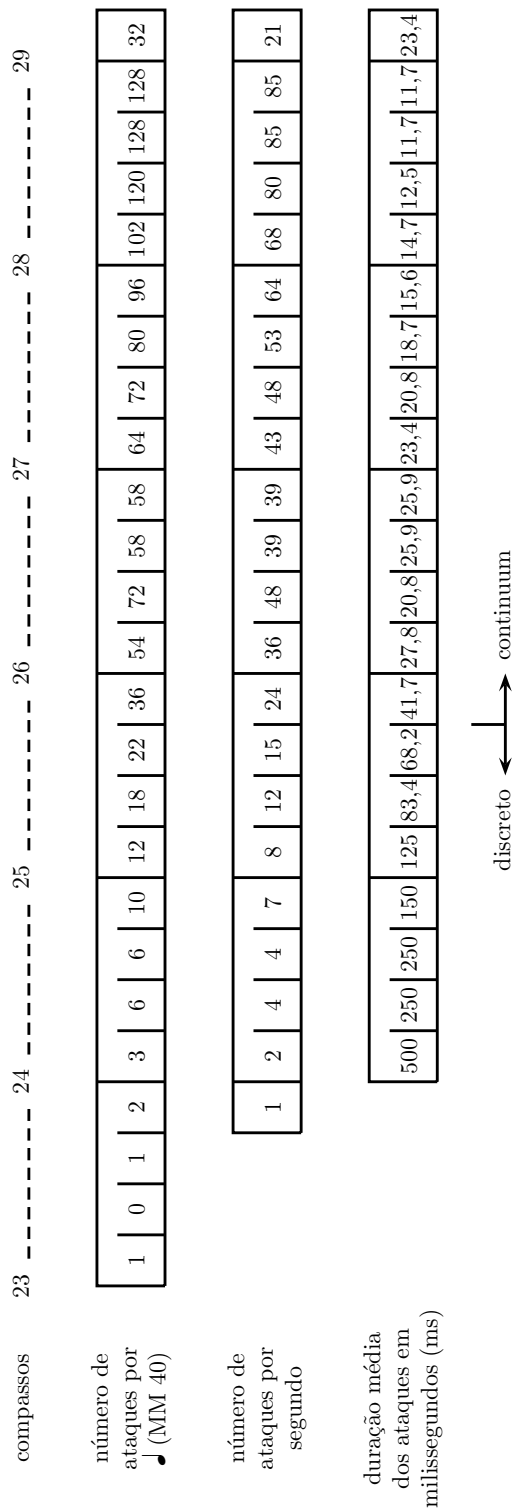 compassos 23 24 25 26 27 28 29
número de
ataques por
♩ (MM 40)
1 0 1 2 3 6 6 10 12 18 22 36 54 72 58 58 64 72 80 96 102 120 128 128 32
número de
ataques por
segundo
1 2 4 4 7 8 12 15 24 36 48 39 39 43 48 53 64 68 80 85 85 21
duração média
dos ataques em
milissegundos (ms)
500 250 250 150 125 83,4 68,2 41,7 27,8 20,8 25,9 25,9 23,4 20,8 18,7 15,6 14,7 12,5 11,7 11,7 23,4
discreto continuum